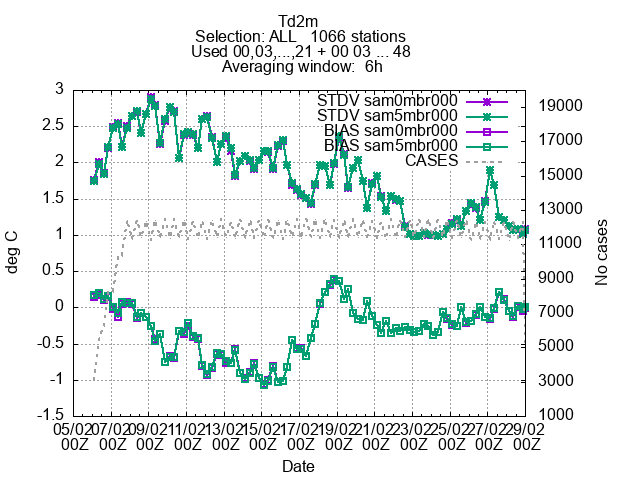 Td2m
Selection: ALL   1066 stations
Used 00,03,...,21 + 00 03 ... 48
Averaging window:  6h
STDV sam0mbr000
STDV sam5mbr000
BIAS sam0mbr000
BIAS sam5mbr000
CASES
deg C
3
2.5
2
1.5
1
0.5
0
-0.5
-1
-1.5
No cases
19000
17000
15000
13000
11000
9000
7000
5000
3000
1000
05/02 07/02 09/02 11/02 13/02 15/02 17/02 19/02 21/02 23/02 25/02 27/02 29/02
00Z 00Z 00Z 00Z 00Z 00Z 00Z 00Z 00Z 00Z 00Z 00Z 00Z
Date